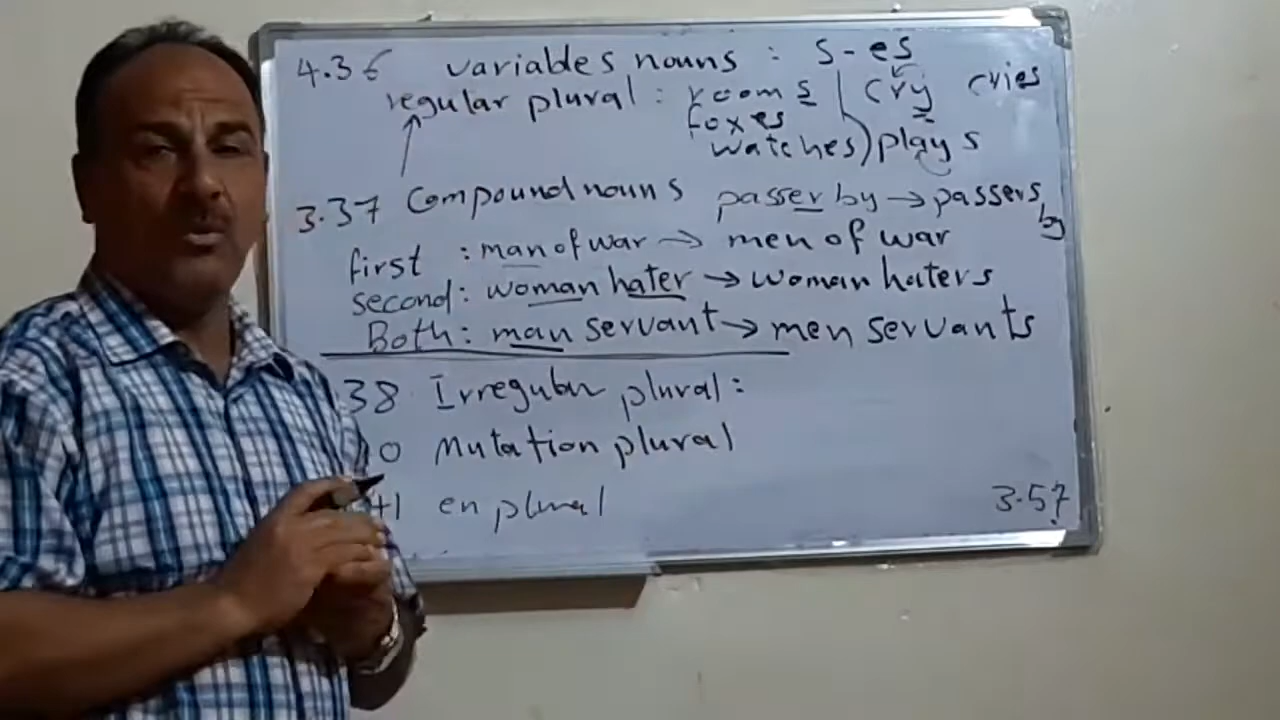 4.36 variables nouns : s - es
regular plural : rooms | cry cries
foxes
watches ) plays
3.37 Compound nouns passer by → passers by
first : man of war → men of war
second : woman hater → woman haters
Both : man servant → men servants
38 Irregular plural :
10 Mutation plural
41 en plural
3.57